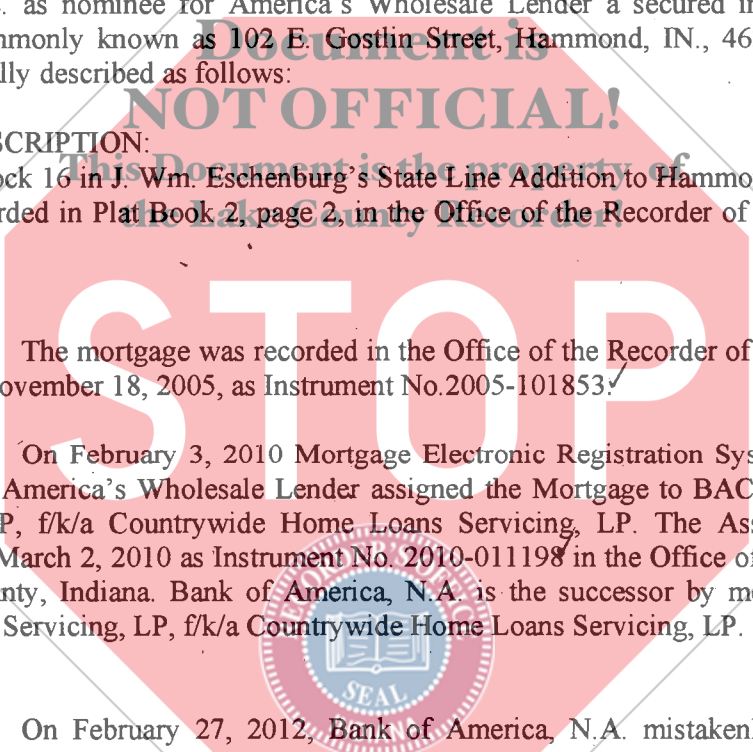 . as nominee for America's Wholesale Lender a secured in
mmonly known as 102 E. Gostlin Street, Hammond, IN., 46
lly described as follows:
Document is
NOT OFFICIAL!
This Document is the property of
the Lake County Recorder!
SCRIPTION:
ock 16 in J. Wm. Eschenburg's State Line Addition to Hammo
rded in Plat Book 2, page 2, in the Office of the Recorder of
STOP
The mortgage was recorded in the Office of the Recorder of
ovember 18, 2005, as Instrument No.2005-101853.
On February 3, 2010 Mortgage Electronic Registration Sys
America's Wholesale Lender assigned the Mortgage to BAC
P, f/k/a Countrywide Home Loans Servicing, LP. The Ass
March 2, 2010 as Instrument No. 2010-011198 in the Office of
nty, Indiana. Bank of America, N.A. is the successor by me
Servicing, LP, f/k/a Countrywide Home Loans Servicing, LP.
SEAL
On February 27, 2012, Bank of America, N.A. mistaken